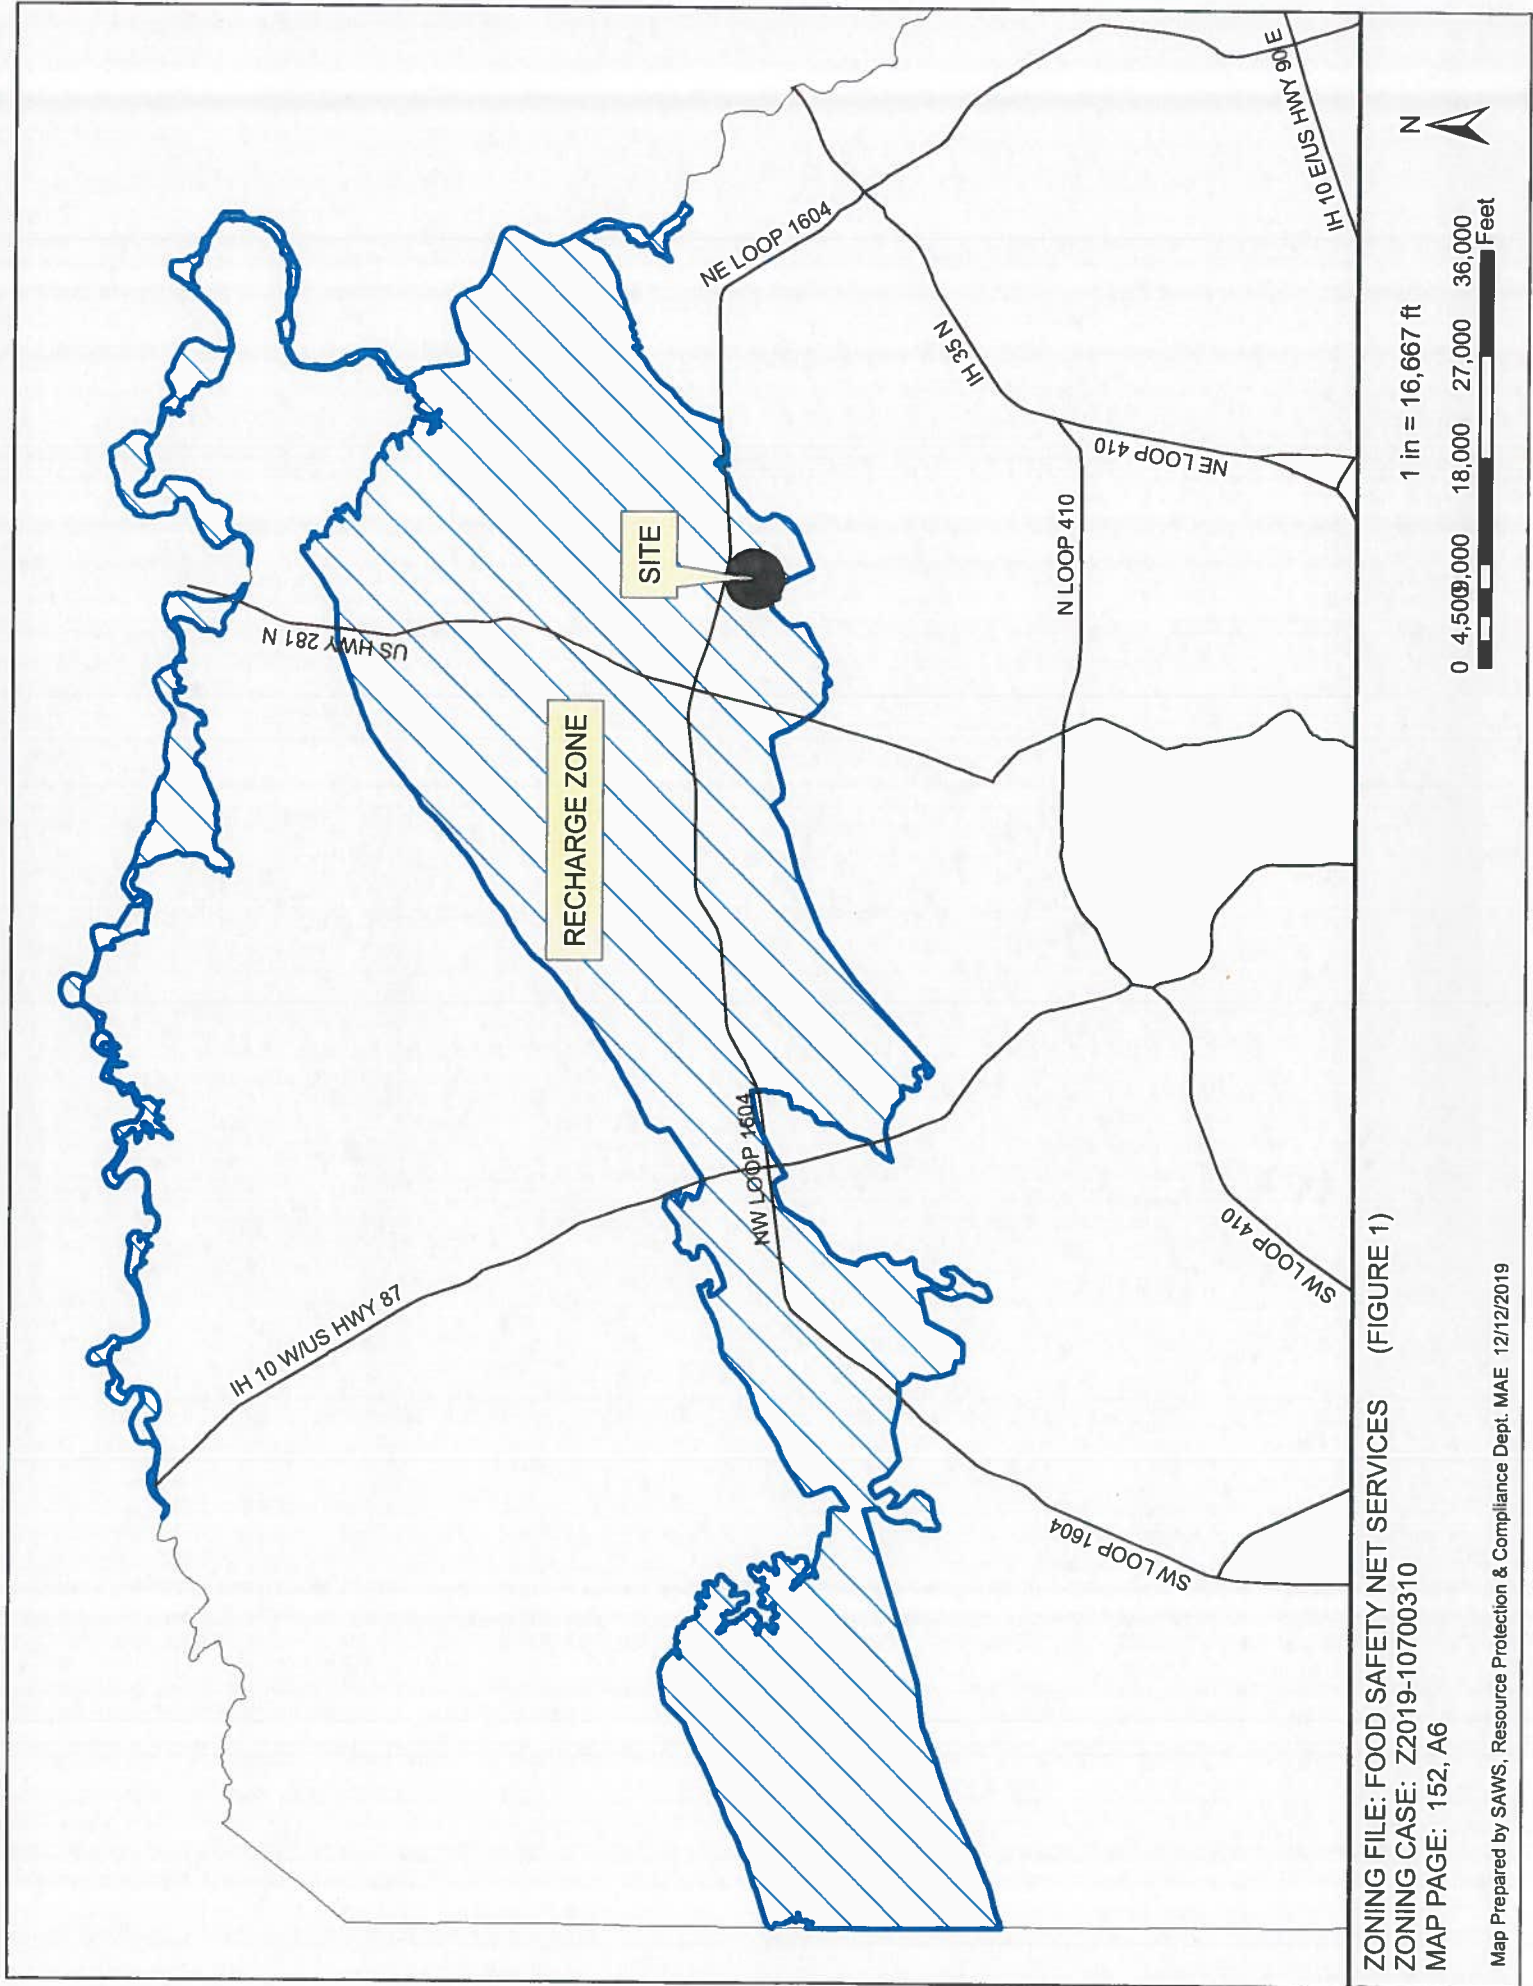 US HWY 281 N
IH 10 W/US HWY 87
RECHARGE ZONE
SITE
NE LOOP 1604
NW LOOP 1604
IH 35 N
N LOOP 410
NE LOOP 410
IH 10 E/US HWY 90 E
SW LOOP 410
SW LOOP 1604
ZONING FILE: FOOD SAFETY NET SERVICES (FIGURE 1)
ZONING CASE: Z2019-10700310
MAP PAGE: 152, A6
Map Prepared by SAWS, Resource Protection & Compliance Dept. MAE 12/12/2019
1 in = 16,667 ft
N
0 4,500 9,000 18,000 27,000 36,000
Feet